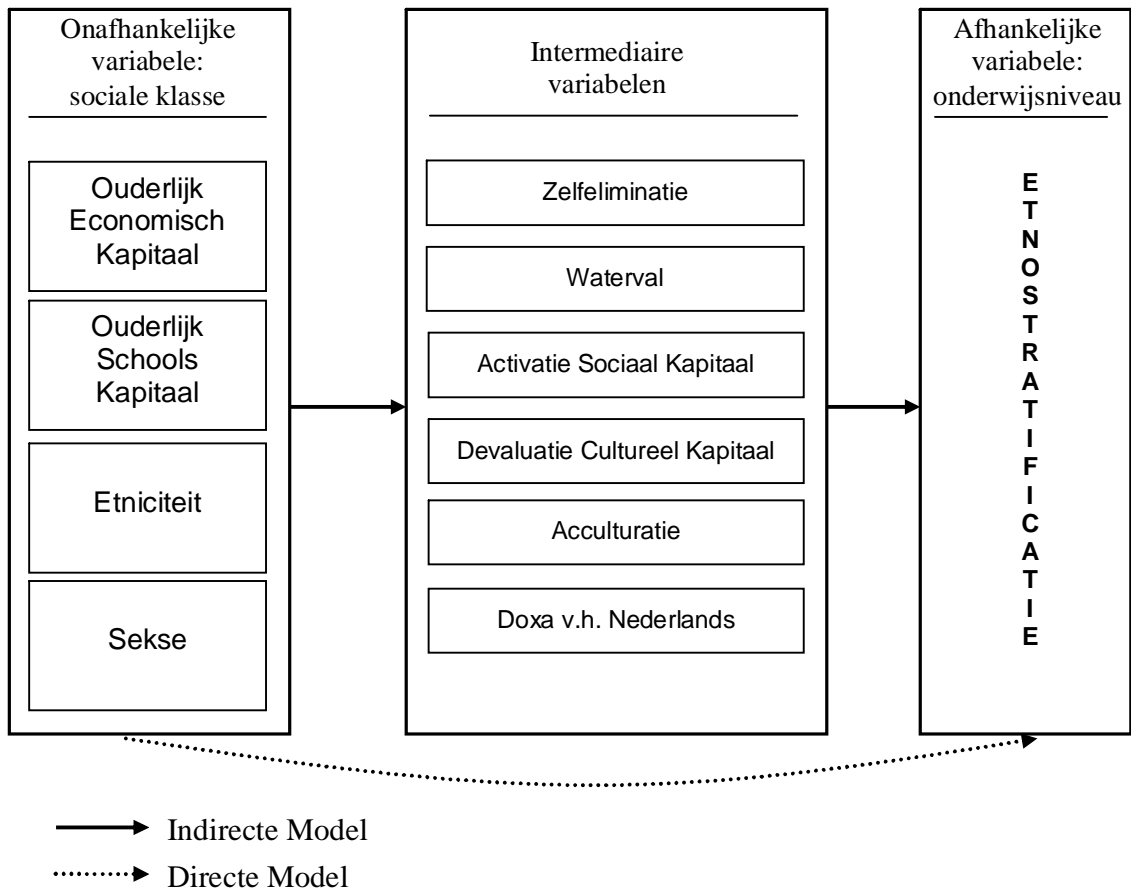 Onafhankelijke
variabele:
sociale klasse
Ouderlijk
Economisch
Kapitaal
Ouderlijk
Schools
Kapitaal
Etniciteit
Sekse
Intermediaire
variabelen
Zelfeliminatie
Waterval
Activatie Sociaal Kapitaal
Devaluatie Cultureel Kapitaal
Acculturatie
Doxa v.h. Nederlands
Afhankelijke
variabele:
onderwijsniveau
E
T
N
O
S
T
R
A
T
I
F
I
C
A
T
I
E
Indirecte Model
Directe Model